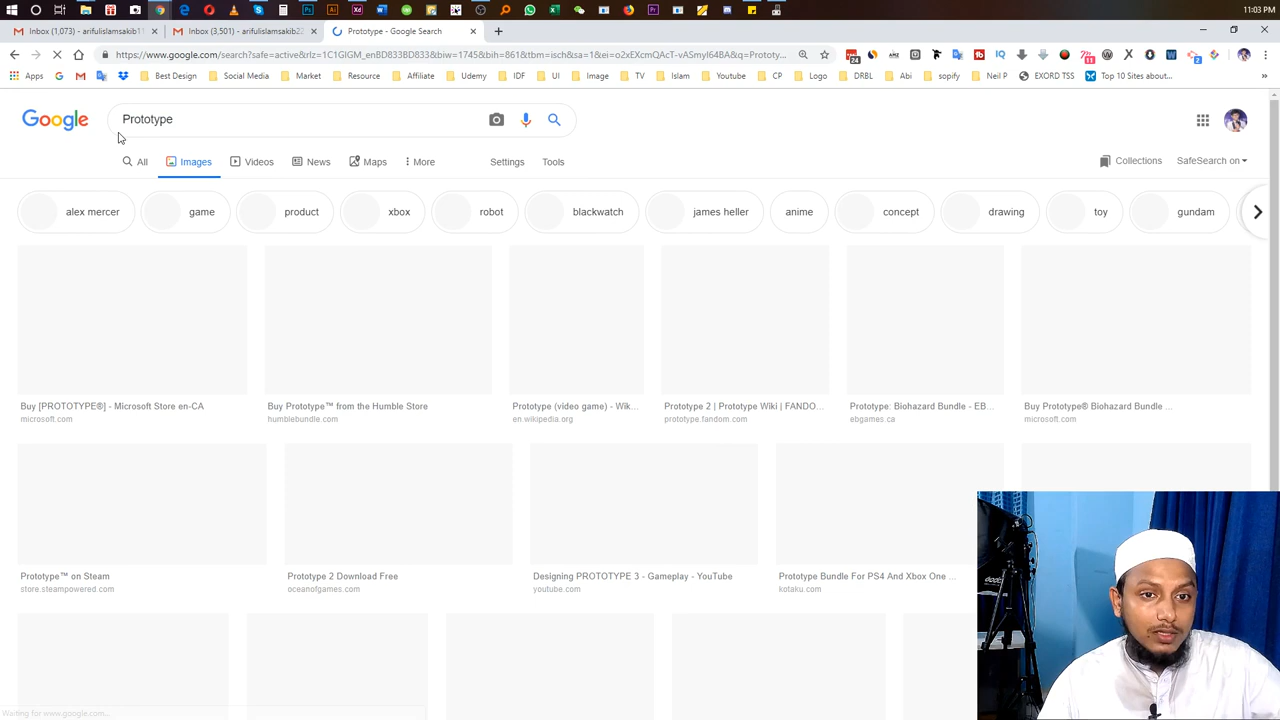 11:03 PM
Inbox (1,073) - arifulislamsakib1
Inbox (3,501) - arifulislamsakib22
Prototype - Google Search
https://www.google.com/search?safe=active&rlz=1C1GIGM_enBD833BD833&biw=1745&bih=861&tbm=isch&sa=1&ei=o2xEXcmQAcT-vASmyI64BA&q=Prototy...
Apps
Best Design
Social Media
Market
Resource
Affiliate
Udemy
IDF
UI
Image
TV
Islam
Youtube
CP
Logo
DRBL
Abi
sopify
Neil P
EXORD TSS
Top 10 Sites about...
Google
Prototype
All
Images
Videos
News
Maps
More
Settings
Tools
Collections
SafeSearch on
alex mercer
game
product
xbox
robot
blackwatch
james heller
anime
concept
drawing
toy
gundam
Buy [PROTOTYPE®] - Microsoft Store en-CA
microsoft.com
Buy Prototype™ from the Humble Store
humblebundle.com
Prototype (video game) - Wik...
en.wikipedia.org
Prototype 2 | Prototype Wiki | FANDO...
prototype.fandom.com
Prototype: Biohazard Bundle - EB...
ebgames.ca
Buy Prototype® Biohazard Bundle ...
microsoft.com
Prototype™ on Steam
store.steampowered.com
Prototype 2 Download Free
oceanofgames.com
Designing PROTOTYPE 3 - Gameplay - YouTube
youtube.com
Prototype Bundle For PS4 And Xbox One ...
kotaku.com
Waiting for www.google.com...